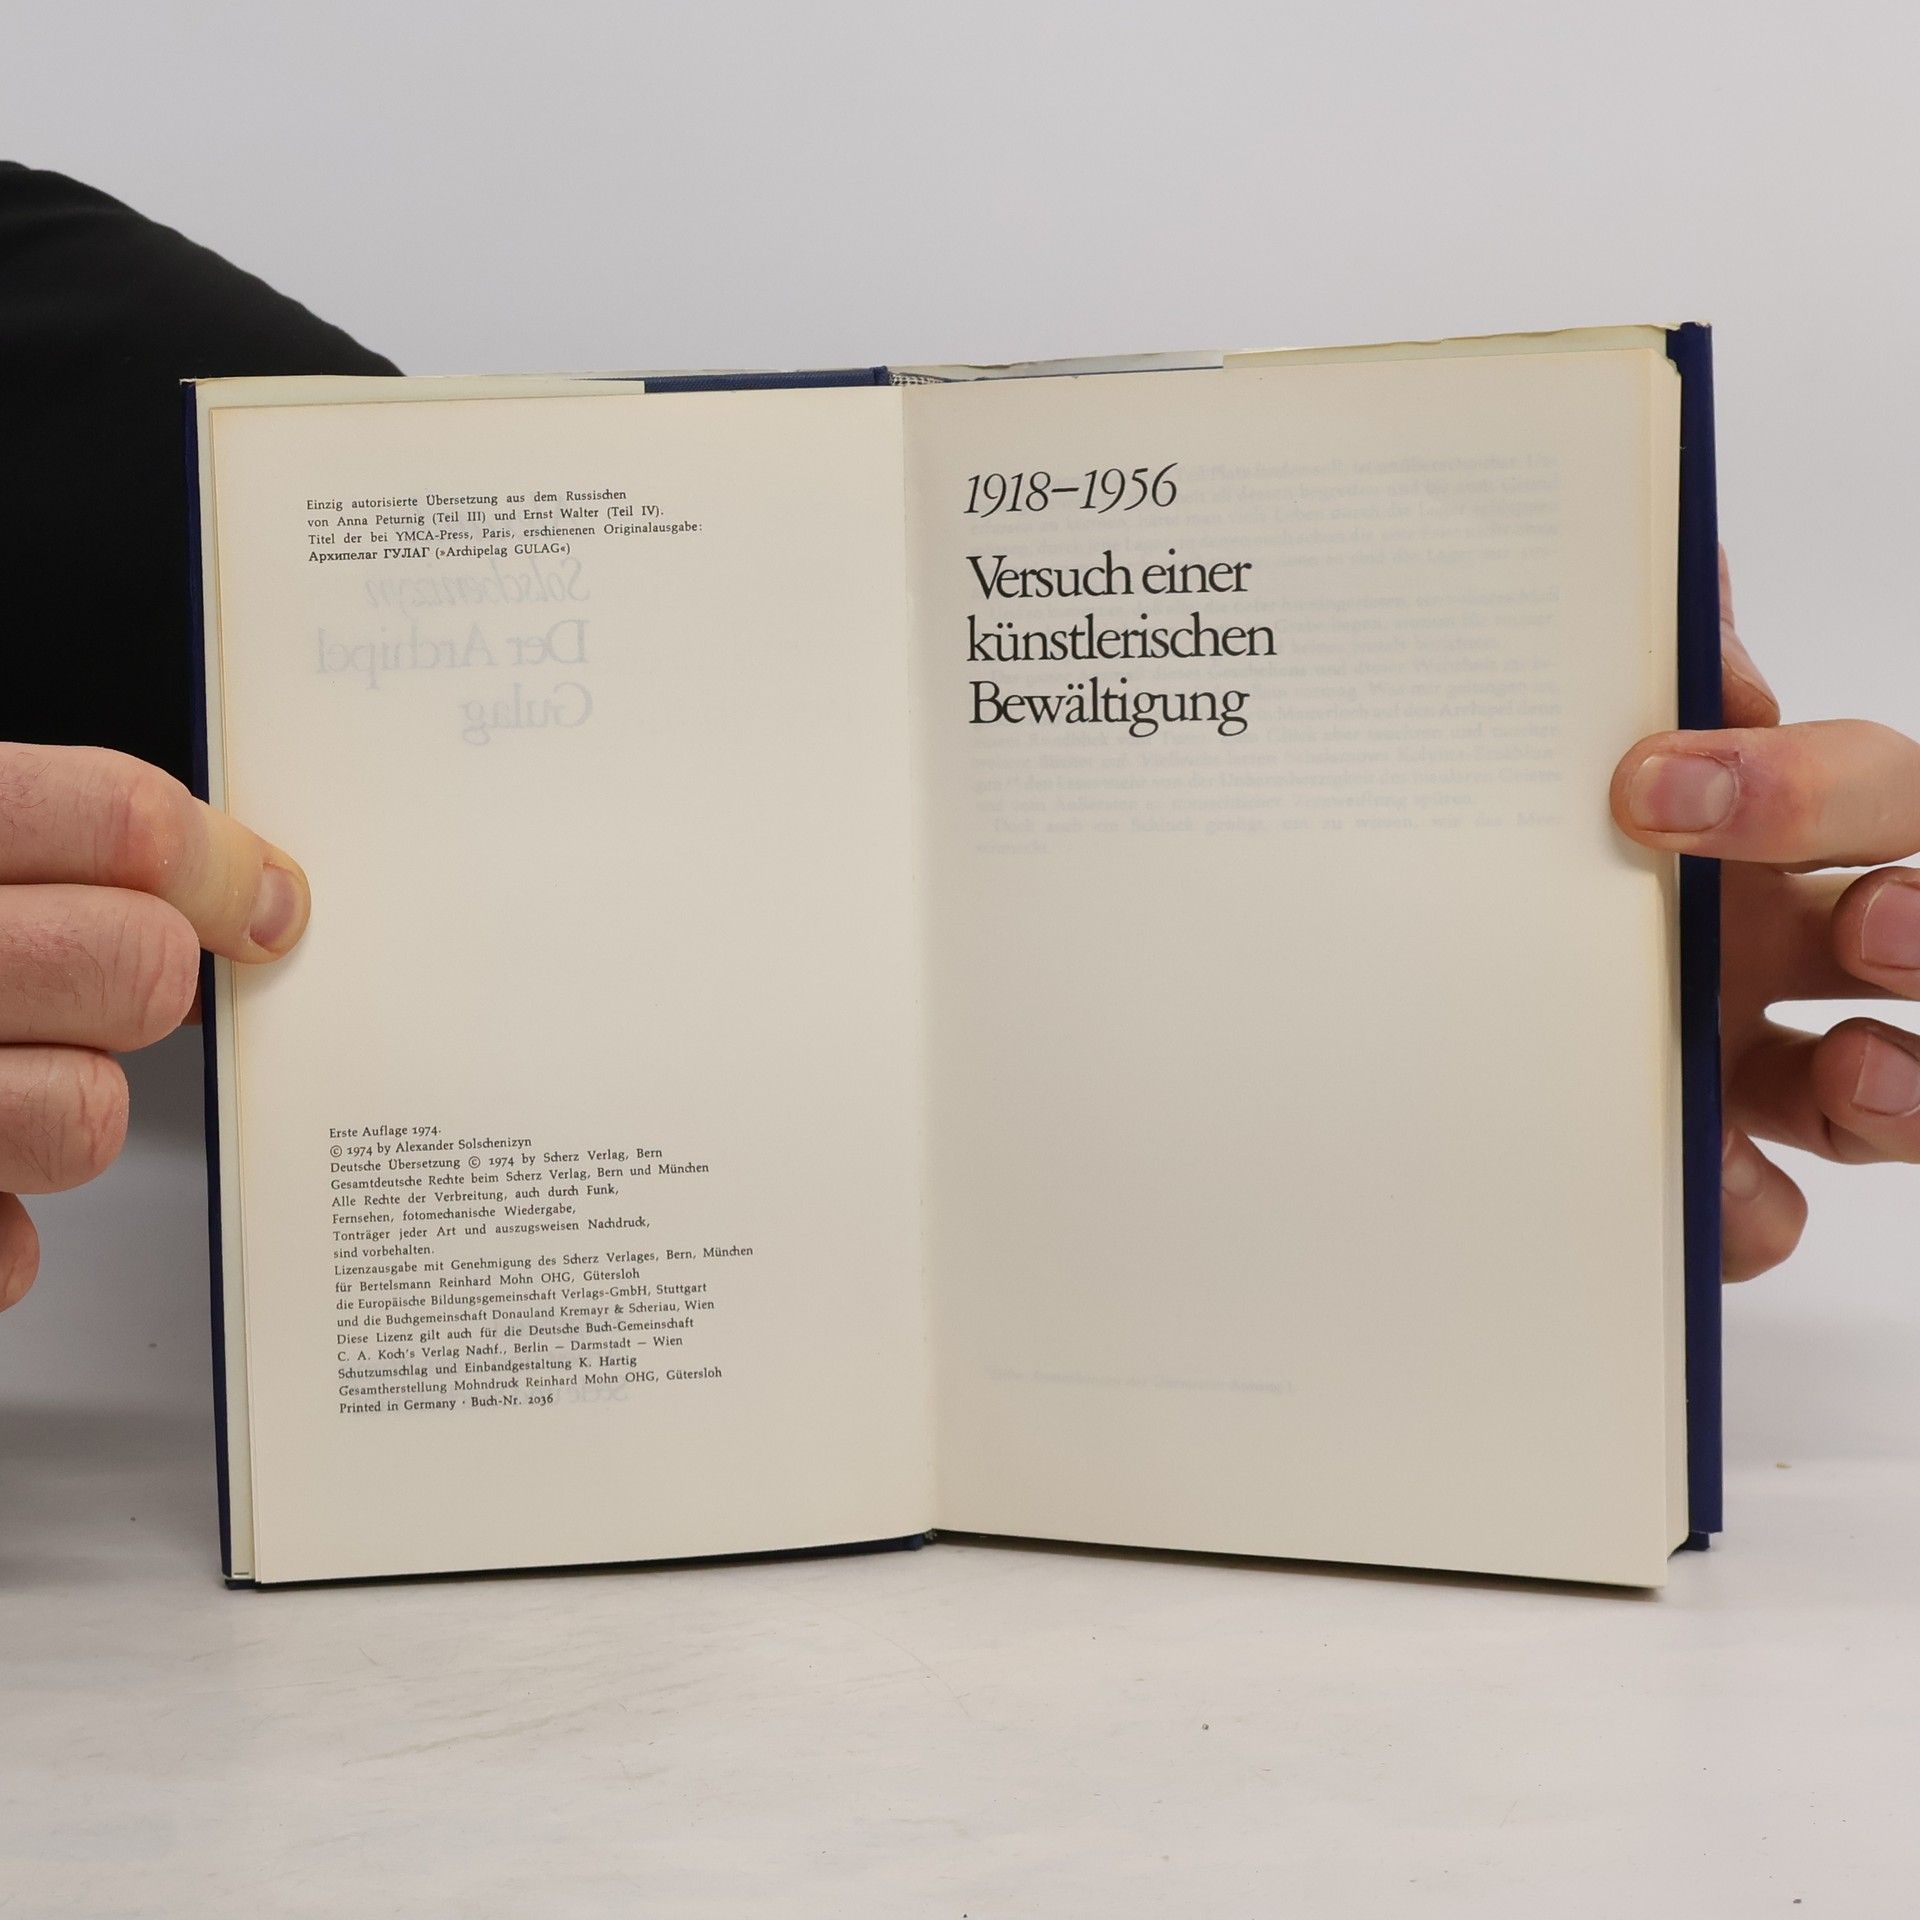 Einzig autorisierte Übersetzung aus dem Russischen
von Anna Peturnig (Teil III) und Ernst Walter (Teil IV).
Titel der bei YMCA-Press, Paris, erschienenen Originalausgabe:
Архипелаг ГУЛАГ (»Archipelag GULAG«)
Solschenizyn
Der Archipel
Gulag
Erste Auflage 1974.
© 1974 by Alexander Solschenizyn
Deutsche Übersetzung © 1974 by Scherz Verlag, Bern
Gesamtdeutsche Rechte beim Scherz Verlag, Bern und München
Alle Rechte der Verbreitung, auch durch Funk,
Fernsehen, fotomechanische Wiedergabe,
Tonträger jeder Art und auszugsweisen Nachdruck,
sind vorbehalten.
Lizenzausgabe mit Genehmigung des Scherz Verlages, Bern, München
für Bertelsmann Reinhard Mohn OHG, Gütersloh
die Europäische Bildungsgemeinschaft Verlags-GmbH, Stuttgart
und die Buchgemeinschaft Donauland Kremayr & Scheriau, Wien
Diese Lizenz gilt auch für die Deutsche Buch-Gemeinschaft
C. A. Koch's Verlag Nachf., Berlin – Darmstadt – Wien
Schutzumschlag und Einbandgestaltung K. Hartig
Gesamtherstellung Mohndruck Reinhard Mohn OHG, Gütersloh
Printed in Germany · Buch-Nr. 2036
1918–1956
Versuch einer
künstlerischen
Bewältigung